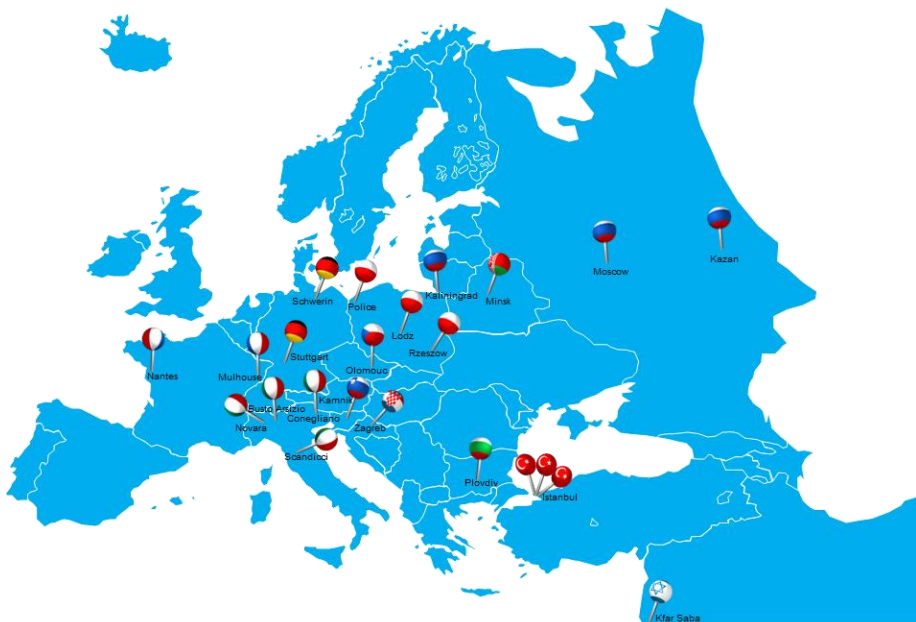 Moscow
Kazan
Schwerin
Police
Kaliningrad
Minsk
Lodz
Rzeszow
Nantes
Mulhouse
Stuttgart
Olomouc
Busto Arsizio
Kamnik
Novara
Conegliano
Zagreb
Scandicci
Plovdiv
Istanbul
Kfar Saba